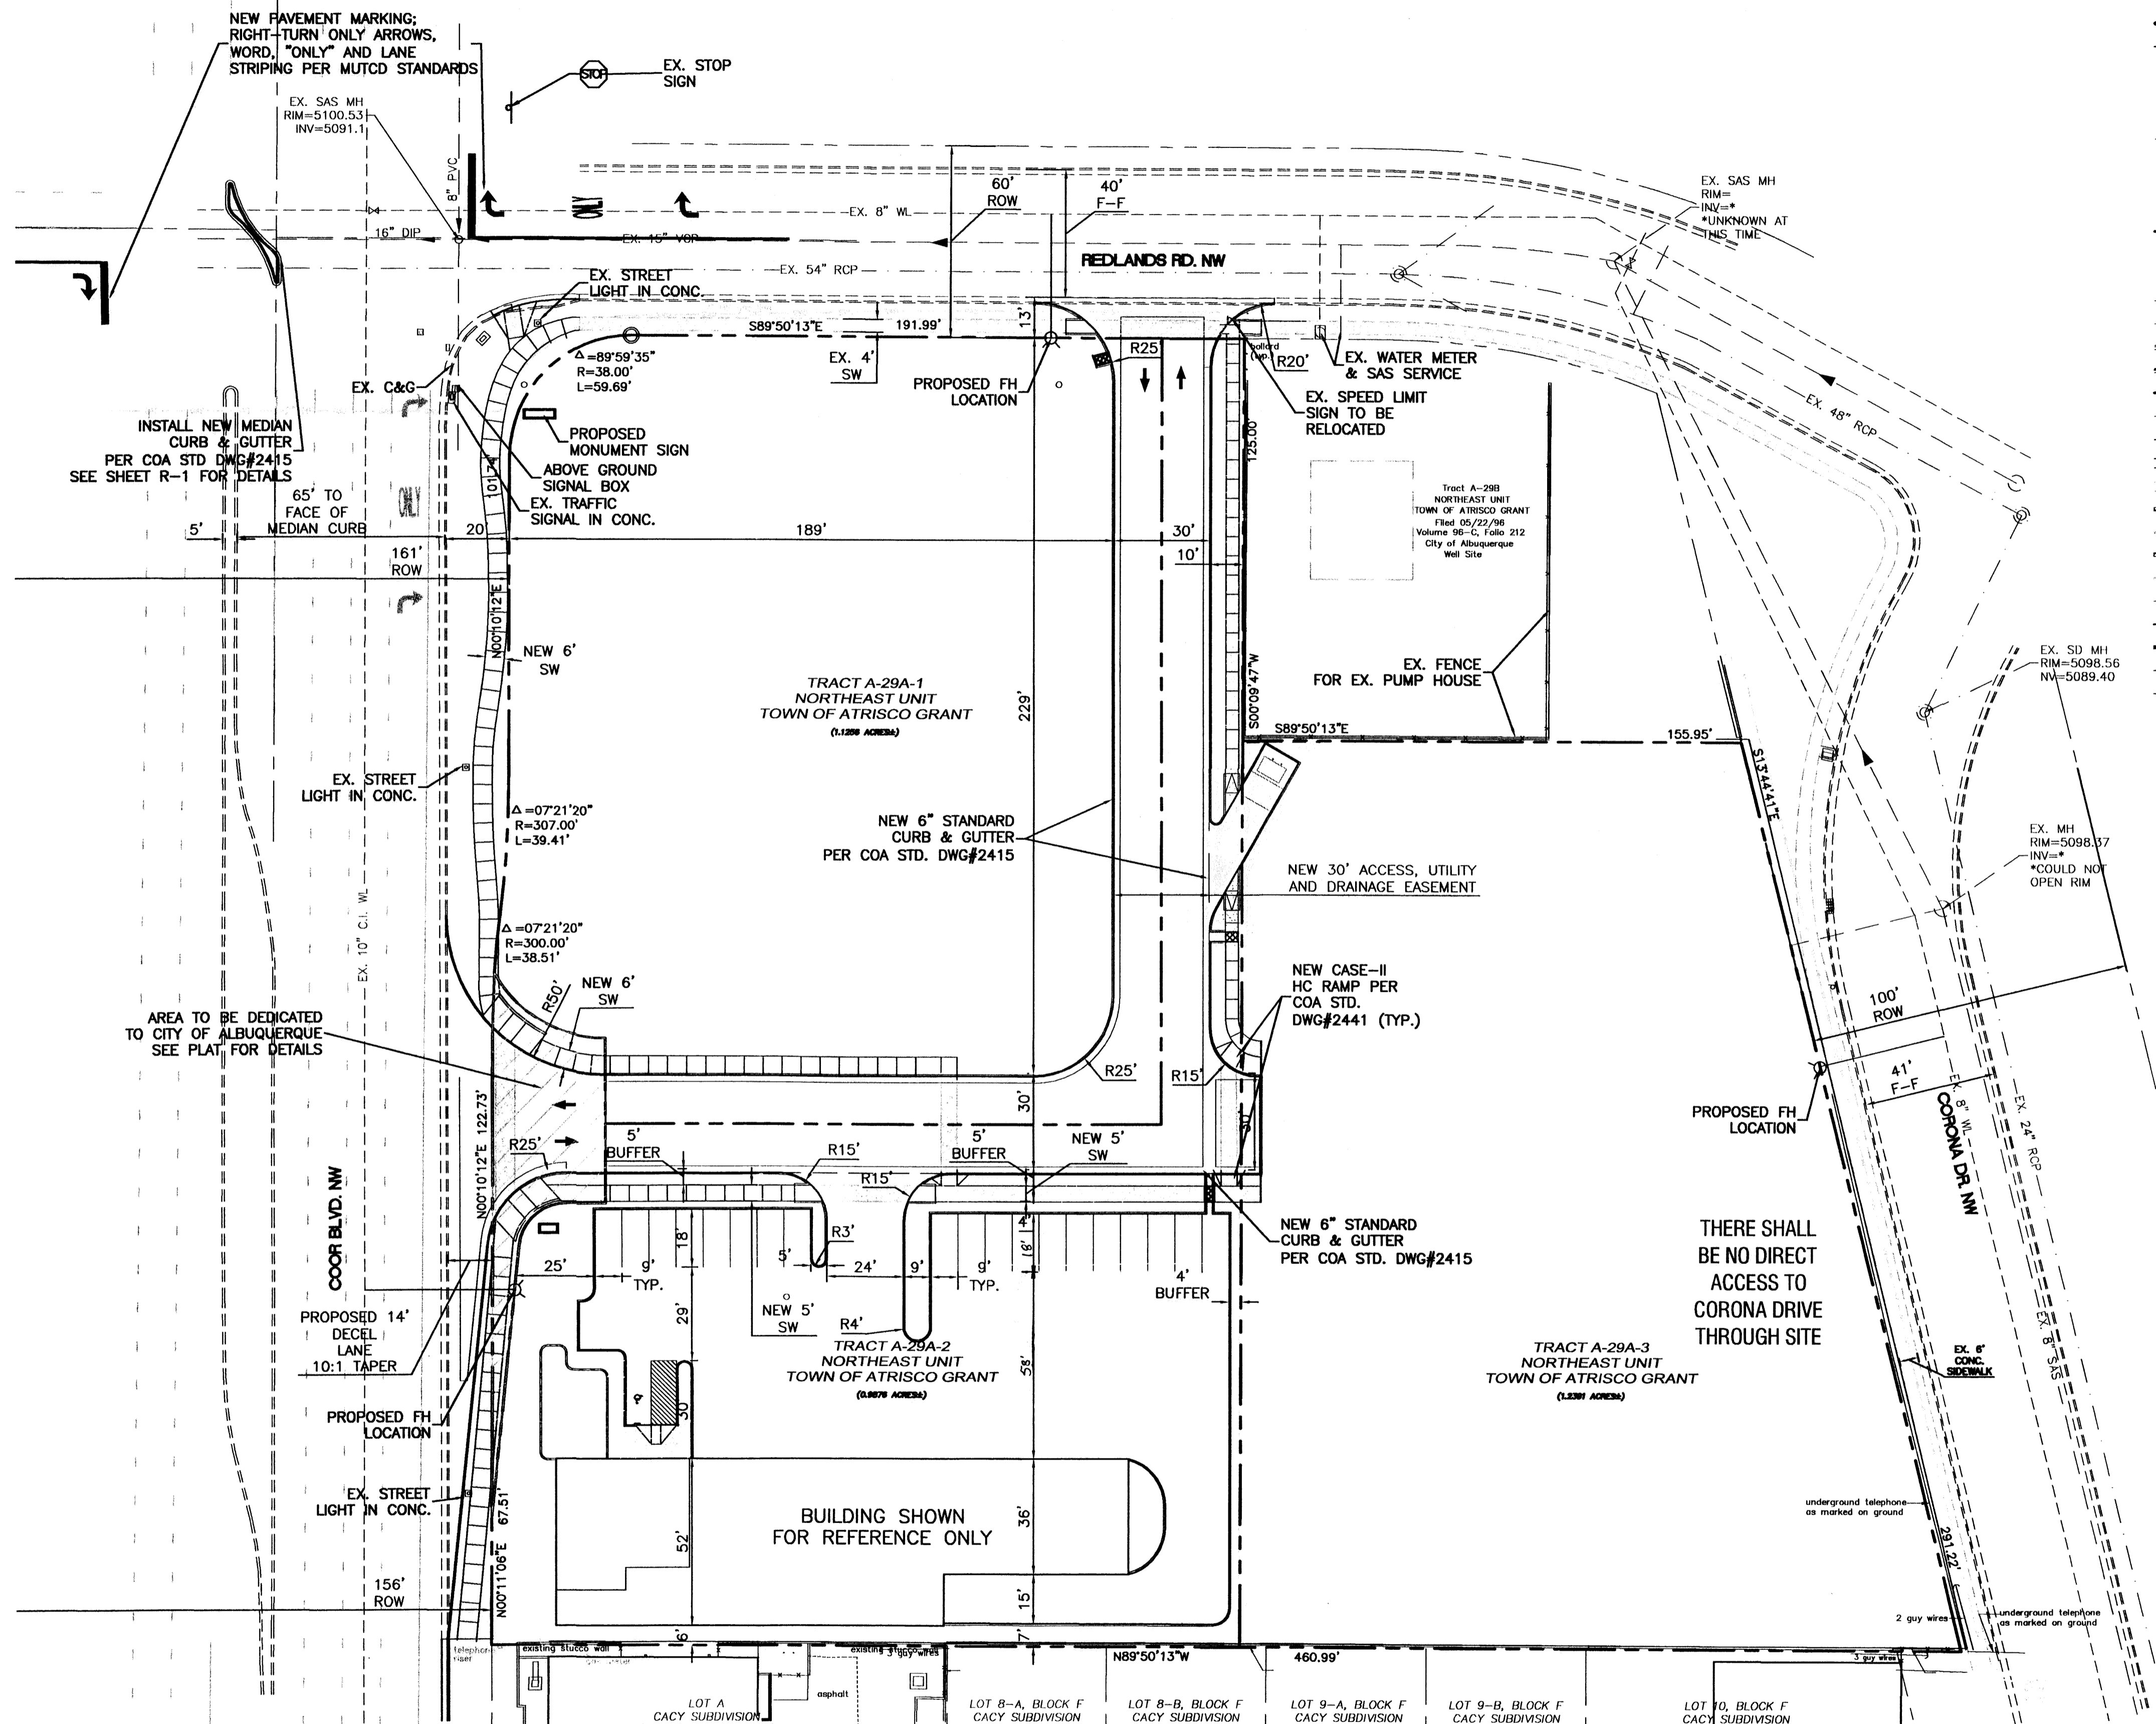 NEW PAVEMENT MARKING;
RIGHT-TURN ONLY ARROWS,
WORD, "ONLY" AND LANE
STRIPING PER MUTCD STANDARDS
STOP
EX. STOP
SIGN
EX. SAS MH
RIM=5100.53
INV=5091.1
8" PVC
ONLY
60'
ROW
40'
F-F
EX. 8" WL
16" DIP
EX. 15" VCP
EX. 54" RCP
REDLANDS RD. NW
EX. SAS MH
RIM=
INV=*
*UNKNOWN AT
THIS TIME
EX. STREET
LIGHT IN CONC.
S89°50'13"E
191.99'
13'
EX. 4'
SW
Δ=89°59'35"
R=38.00'
L=59.69'
PROPOSED FH
LOCATION
R25'
bollard
(typ.)
R20'
EX. WATER METER
& SAS SERVICE
EX. SPEED LIMIT
SIGN TO BE
RELOCATED
EX. 48" RCP
EX. C&G
INSTALL NEW MEDIAN
CURB & GUTTER
PER COA STD DWG#2415
SEE SHEET R-1 FOR DETAILS
PROPOSED
MONUMENT SIGN
ABOVE GROUND
SIGNAL BOX
EX. TRAFFIC
SIGNAL IN CONC.
101.74'
125.00'
ONLY
65' TO
FACE OF
MEDIAN CURB
5'
20'
189'
30'
10'
161'
ROW
Tract A-29B
NORTHEAST UNIT
TOWN OF ATRISCO GRANT
Filed 05/22/96
Volume 96-C, Folio 212
City of Albuquerque
Well Site
N00°10'12"E
NEW 6'
SW
TRACT A-29A-1
NORTHEAST UNIT
TOWN OF ATRISCO GRANT
(1.1256 ACRES±)
229'
S00°09'47"W
EX. FENCE
FOR EX. PUMP HOUSE
EX. SD MH
RIM=5098.56
NV=5089.40
S89°50'13"E
155.95'
S13°44'41"E
EX. STREET
LIGHT IN CONC.
Δ=07°21'20"
R=307.00'
L=39.41'
NEW 6" STANDARD
CURB & GUTTER
PER COA STD. DWG#2415
NEW 30' ACCESS, UTILITY
AND DRAINAGE EASEMENT
EX. MH
RIM=5098.37
INV=*
*COULD NOT
OPEN RIM
EX. 10" C.I. WL
Δ=07°21'20"
R=300.00'
L=38.51'
R50'
NEW 6'
SW
NEW CASE-II
HC RAMP PER
COA STD.
DWG#2441 (TYP.)
100'
ROW
AREA TO BE DEDICATED
TO CITY OF ALBUQUERQUE
SEE PLAT FOR DETAILS
R25'
R15'
41'
F-F
PROPOSED FH
LOCATION
EX. 8" WL
CORONA DR. NW
EX. 24" RCP
N00°10'12"E 122.73'
30'
R25'
5'
BUFFER
R15'
5'
BUFFER
NEW 5'
SW
R15'
COOR BLVD. NW
4'
NEW 6" STANDARD
CURB & GUTTER
PER COA STD. DWG#2415
THERE SHALL
BE NO DIRECT
ACCESS TO
CORONA DRIVE
THROUGH SITE
18'
R3'
18'
25'
9'
TYP.
5'
24'
9'
9'
TYP.
4'
BUFFER
NEW 5'
SW
29'
R4'
PROPOSED 14'
DECEL
LANE
10:1 TAPER
TRACT A-29A-2
NORTHEAST UNIT
TOWN OF ATRISCO GRANT
(0.9876 ACRES±)
58'
TRACT A-29A-3
NORTHEAST UNIT
TOWN OF ATRISCO GRANT
(1.2391 ACRES±)
EX. 8" SAS
EX. 6'
CONC.
SIDEWALK
30'
PROPOSED FH
LOCATION
EX. STREET
LIGHT IN CONC.
67.51'
N00°11'06"E
BUILDING SHOWN
FOR REFERENCE ONLY
52'
36'
underground telephone
as marked on ground
291.22'
156'
ROW
15'
2 guy wires
underground telephone
as marked on ground
6'
7'
telephone
riser
existing stucco wall
existing stucco wall
3 guy wires
N89°50'13"W
460.99'
3 guy wires
asphalt
LOT A
CACY SUBDIVISION
LOT 8-A, BLOCK F
CACY SUBDIVISION
LOT 8-B, BLOCK F
CACY SUBDIVISION
LOT 9-A, BLOCK F
CACY SUBDIVISION
LOT 9-B, BLOCK F
CACY SUBDIVISION
LOT 10, BLOCK F
CACY SUBDIVISION